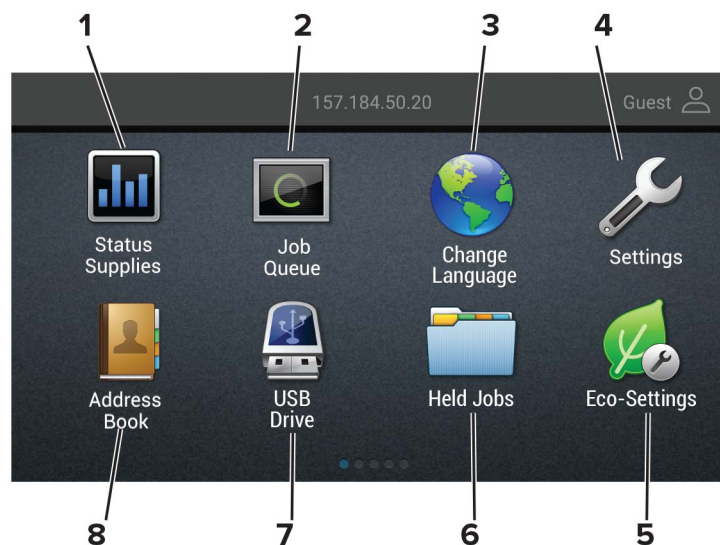 1 2 3 4
157.184.50.20 Guest
Status Job Change Settings
Supplies Queue Language
Address USB Held Jobs Eco-Settings
Book Drive
8 7 6 5